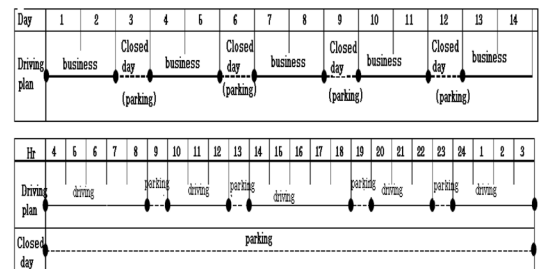 Day 1 2 3 4 5 6 7 8 9 10 11 12 13 14
Driving plan business Closed day (parking) business Closed day (parking) business Closed day (parking) business Closed day (parking) business
Hr 4 5 6 7 8 9 10 11 12 13 14 15 16 17 18 19 20 21 22 23 24 1 2 3
Driving plan driving parking driving parking driving parking driving parking driving
Closed day parking